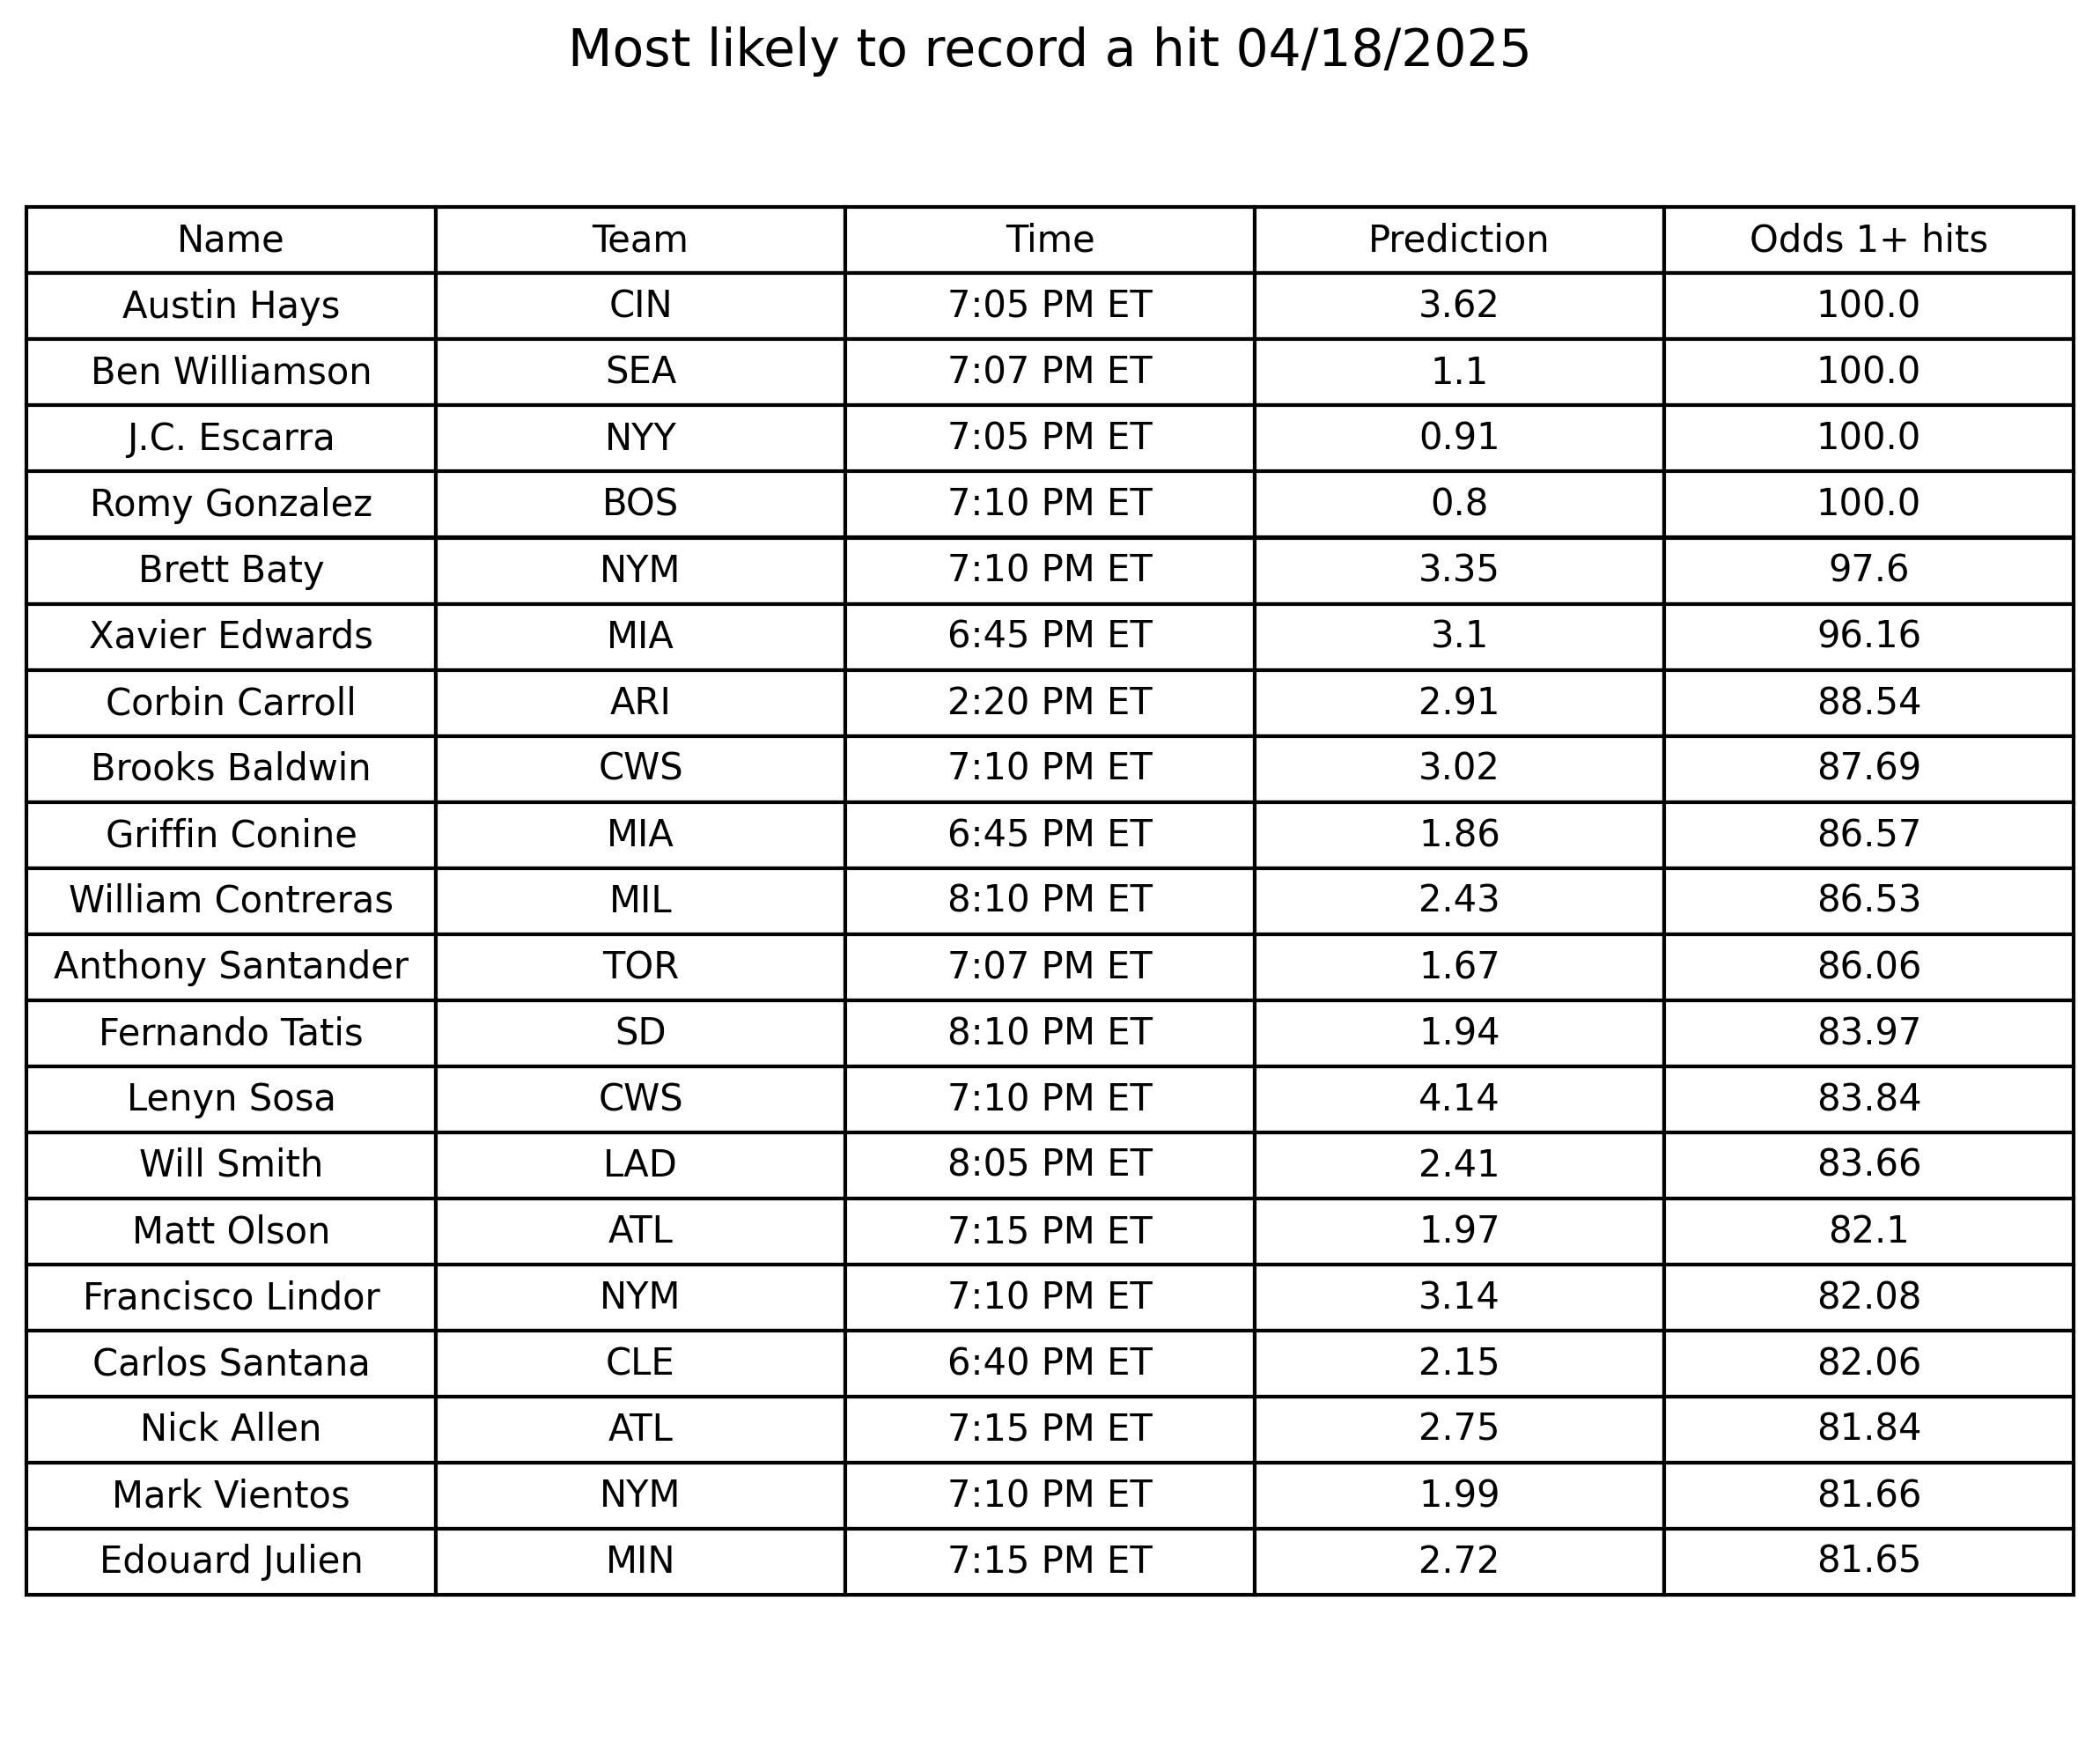 Most likely to record a hit 04/18/2025
Name Team Time Prediction Odds 1+ hits
Austin Hays CIN 7:05 PM ET 3.62 100.0
Ben Williamson SEA 7:07 PM ET 1.1 100.0
J.C. Escarra NYY 7:05 PM ET 0.91 100.0
Romy Gonzalez BOS 7:10 PM ET 0.8 100.0
Brett Baty NYM 7:10 PM ET 3.35 97.6
Xavier Edwards MIA 6:45 PM ET 3.1 96.16
Corbin Carroll ARI 2:20 PM ET 2.91 88.54
Brooks Baldwin CWS 7:10 PM ET 3.02 87.69
Griffin Conine MIA 6:45 PM ET 1.86 86.57
William Contreras MIL 8:10 PM ET 2.43 86.53
Anthony Santander TOR 7:07 PM ET 1.67 86.06
Fernando Tatis SD 8:10 PM ET 1.94 83.97
Lenyn Sosa CWS 7:10 PM ET 4.14 83.84
Will Smith LAD 8:05 PM ET 2.41 83.66
Matt Olson ATL 7:15 PM ET 1.97 82.1
Francisco Lindor NYM 7:10 PM ET 3.14 82.08
Carlos Santana CLE 6:40 PM ET 2.15 82.06
Nick Allen ATL 7:15 PM ET 2.75 81.84
Mark Vientos NYM 7:10 PM ET 1.99 81.66
Edouard Julien MIN 7:15 PM ET 2.72 81.65